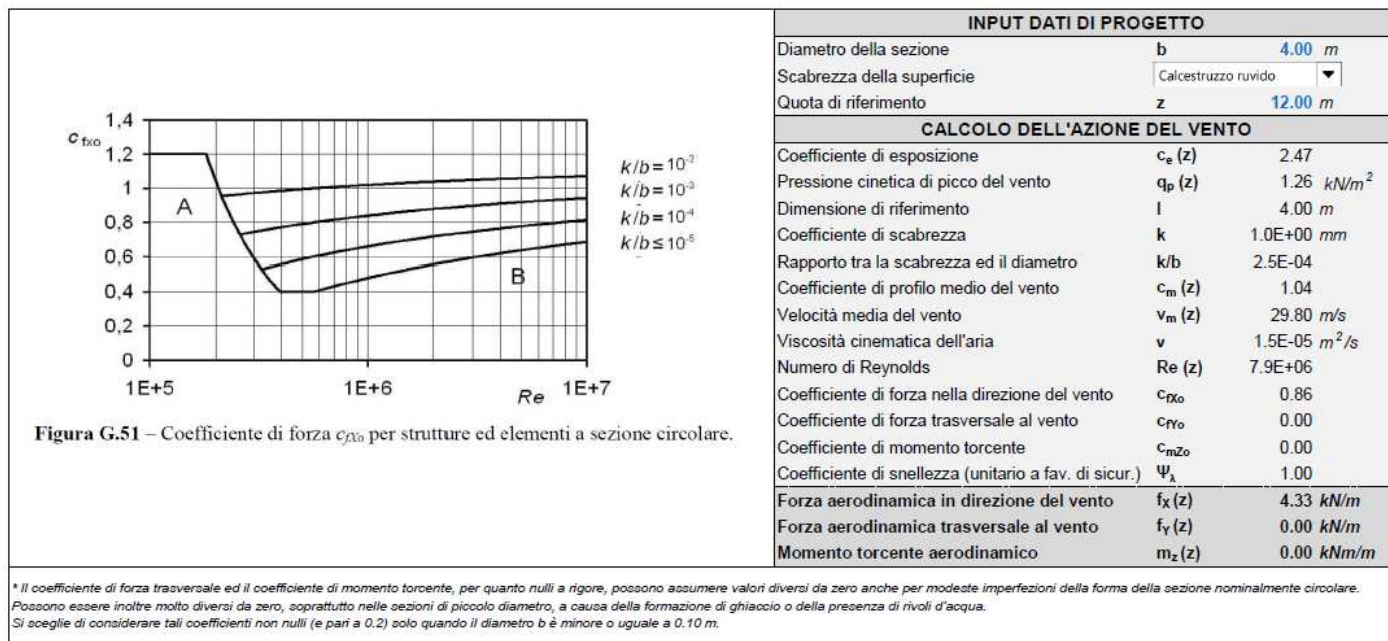 1,4
c fxo
1,2
1
0,8
0,6
0,4
0,2
0
A
B
k/b = 10-2
k/b = 10-3
k/b = 10-4
k/b ≤ 10-5
1E+5 1E+6 Re 1E+7
Figura G.51 – Coefficiente di forza cfXo per strutture ed elementi a sezione circolare.
INPUT DATI DI PROGETTO
Diametro della sezione b 4.00 m
Scabrezza della superficie Calcestruzzo ruvido
Quota di riferimento z 12.00 m
CALCOLO DELL'AZIONE DEL VENTO
Coefficiente di esposizione ce (z) 2.47
Pressione cinetica di picco del vento qp (z) 1.26 kN/m2
Dimensione di riferimento l 4.00 m
Coefficiente di scabrezza k 1.0E+00 mm
Rapporto tra la scabrezza ed il diametro k/b 2.5E-04
Coefficiente di profilo medio del vento cm (z) 1.04
Velocità media del vento vm (z) 29.80 m/s
Viscosità cinematica dell'aria ν 1.5E-05 m2/s
Numero di Reynolds Re (z) 7.9E+06
Coefficiente di forza nella direzione del vento cfXo 0.86
Coefficiente di forza trasversale al vento cfYo 0.00
Coefficiente di momento torcente cmZo 0.00
Coefficiente di snellezza (unitario a fav. di sicur.) Ψλ 1.00
Forza aerodinamica in direzione del vento fX (z) 4.33 kN/m
Forza aerodinamica trasversale al vento fY (z) 0.00 kN/m
Momento torcente aerodinamico mz (z) 0.00 kNm/m
* Il coefficiente di forza trasversale ed il coefficiente di momento torcente, per quanto nulli a rigore, possono assumere valori diversi da zero anche per modeste imperfezioni della forma della sezione nominalmente circolare.
Possono essere inoltre molto diversi da zero, soprattutto nelle sezioni di piccolo diametro, a causa della formazione di ghiaccio o della presenza di rivoli d'acqua.
Si sceglie di considerare tali coefficienti non nulli (e pari a 0.2) solo quando il diametro b è minore o uguale a 0.10 m.